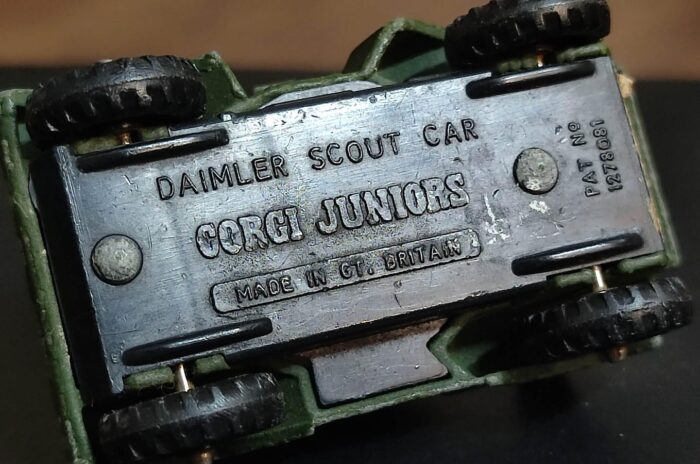 DAIMLER SCOUT CAR
CORGI JUNIORS
MADE IN GT. BRITAIN
PAT Nº
1278081